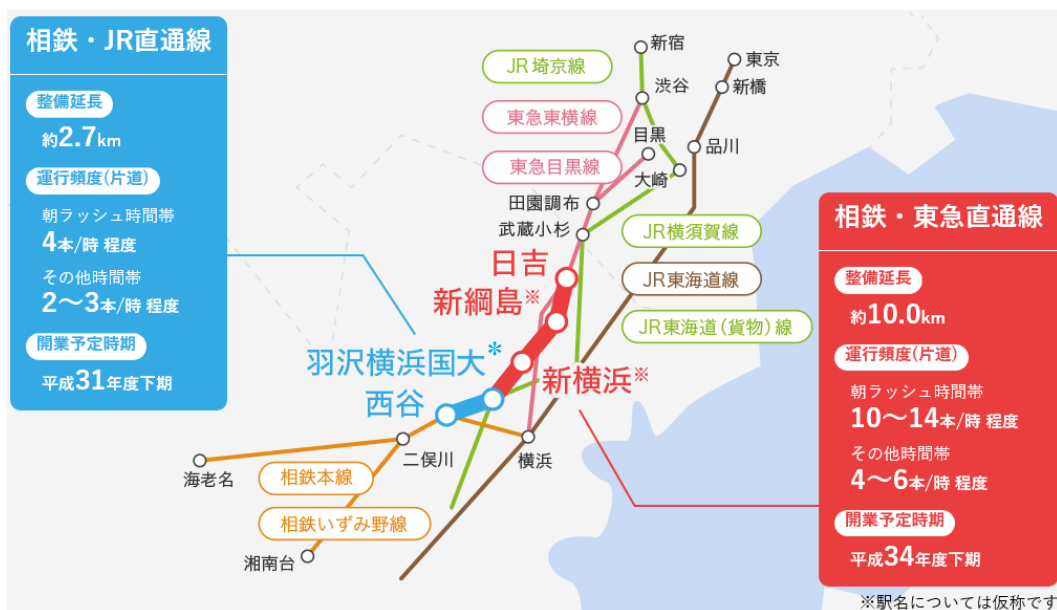 相鉄・JR直通線
整備延長
約2.7km
運行頻度(片道)
朝ラッシュ時間帯
4本/時 程度
その他時間帯
2〜3本/時 程度
開業予定時期
平成31年度下期
新宿
東京
JR埼京線
渋谷
新橋
東急東横線
目黒
品川
東急目黒線
大崎
田園調布
武蔵小杉
JR横須賀線
日吉
JR東海道線
新綱島※
JR東海道(貨物)線
羽沢横浜国大*
新横浜※
西谷
二俣川
横浜
海老名
相鉄本線
相鉄いずみ野線
湘南台
相鉄・東急直通線
整備延長
約10.0km
運行頻度(片道)
朝ラッシュ時間帯
10〜14本/時 程度
その他時間帯
4〜6本/時 程度
開業予定時期
平成34年度下期
※駅名については仮称です